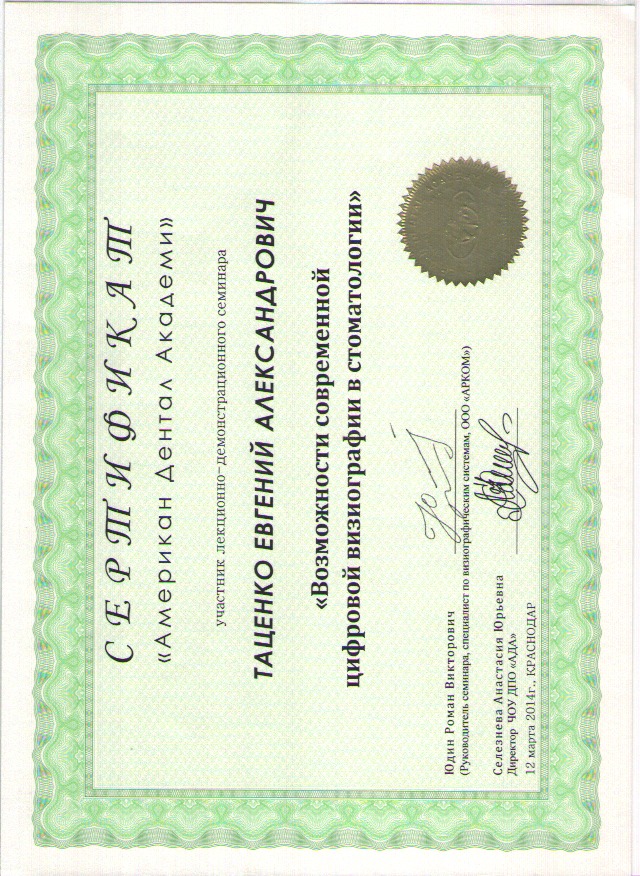 СЕРТИФИКАТ
«Американ Дентал Академи»
участник лекционно-демонстрационного семинара
ТАЦЕНКО ЕВГЕНИЙ АЛЕКСАНДРОВИЧ
«Возможности современной
цифровой визиографии в стоматологии»
Юдин Роман Викторович
(Руководитель семинара, специалист по визиографическим системам, ООО «АРКОМ»)
Селезнева Анастасия Юрьевна
Директор ЧОУ ДПО «АДА»
12 марта 2014г., КРАСНОДАР